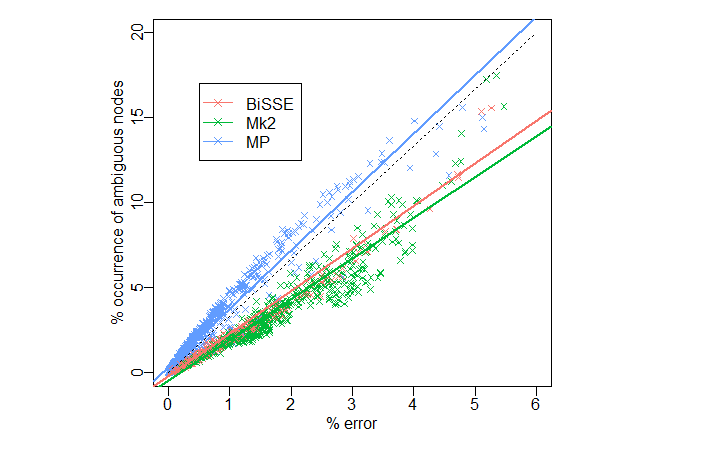 % occurrence of ambiguous nodes
20
15
10
5
0
BiSSE
Mk2
MP
0 1 2 3 4 5 6
% error